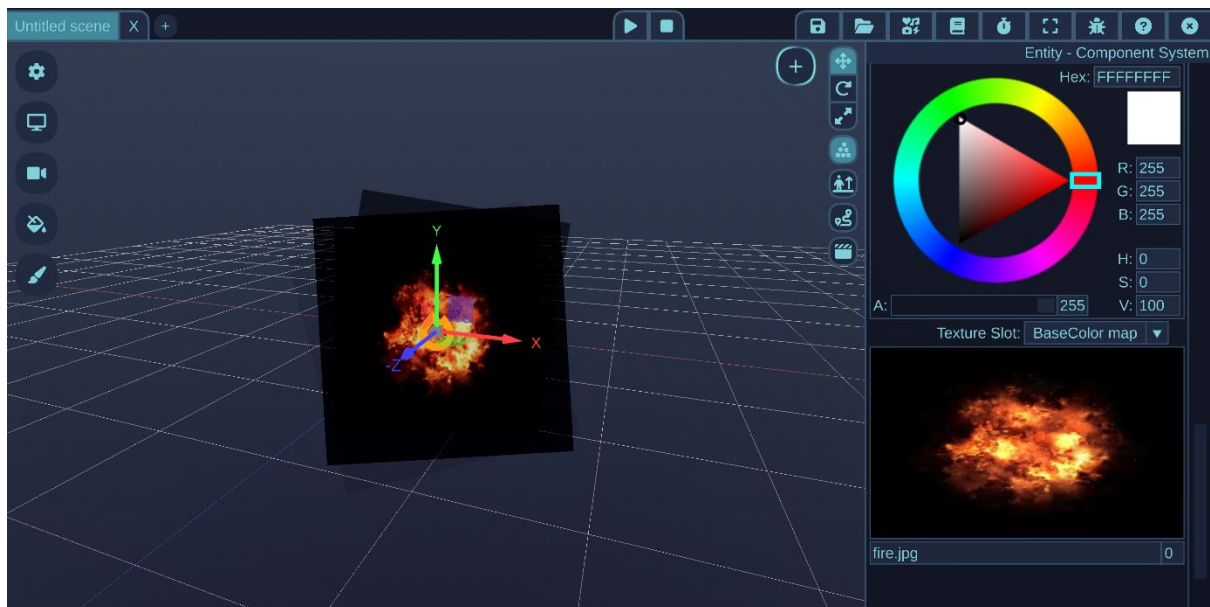 Untitled scene X +
Entity - Component System
Hex: FFFFFFFF
R: 255
G: 255
B: 255
H: 0
S: 0
A: 255 V: 100
Texture Slot: BaseColor map
Y
X
-Z
fire.jpg 0